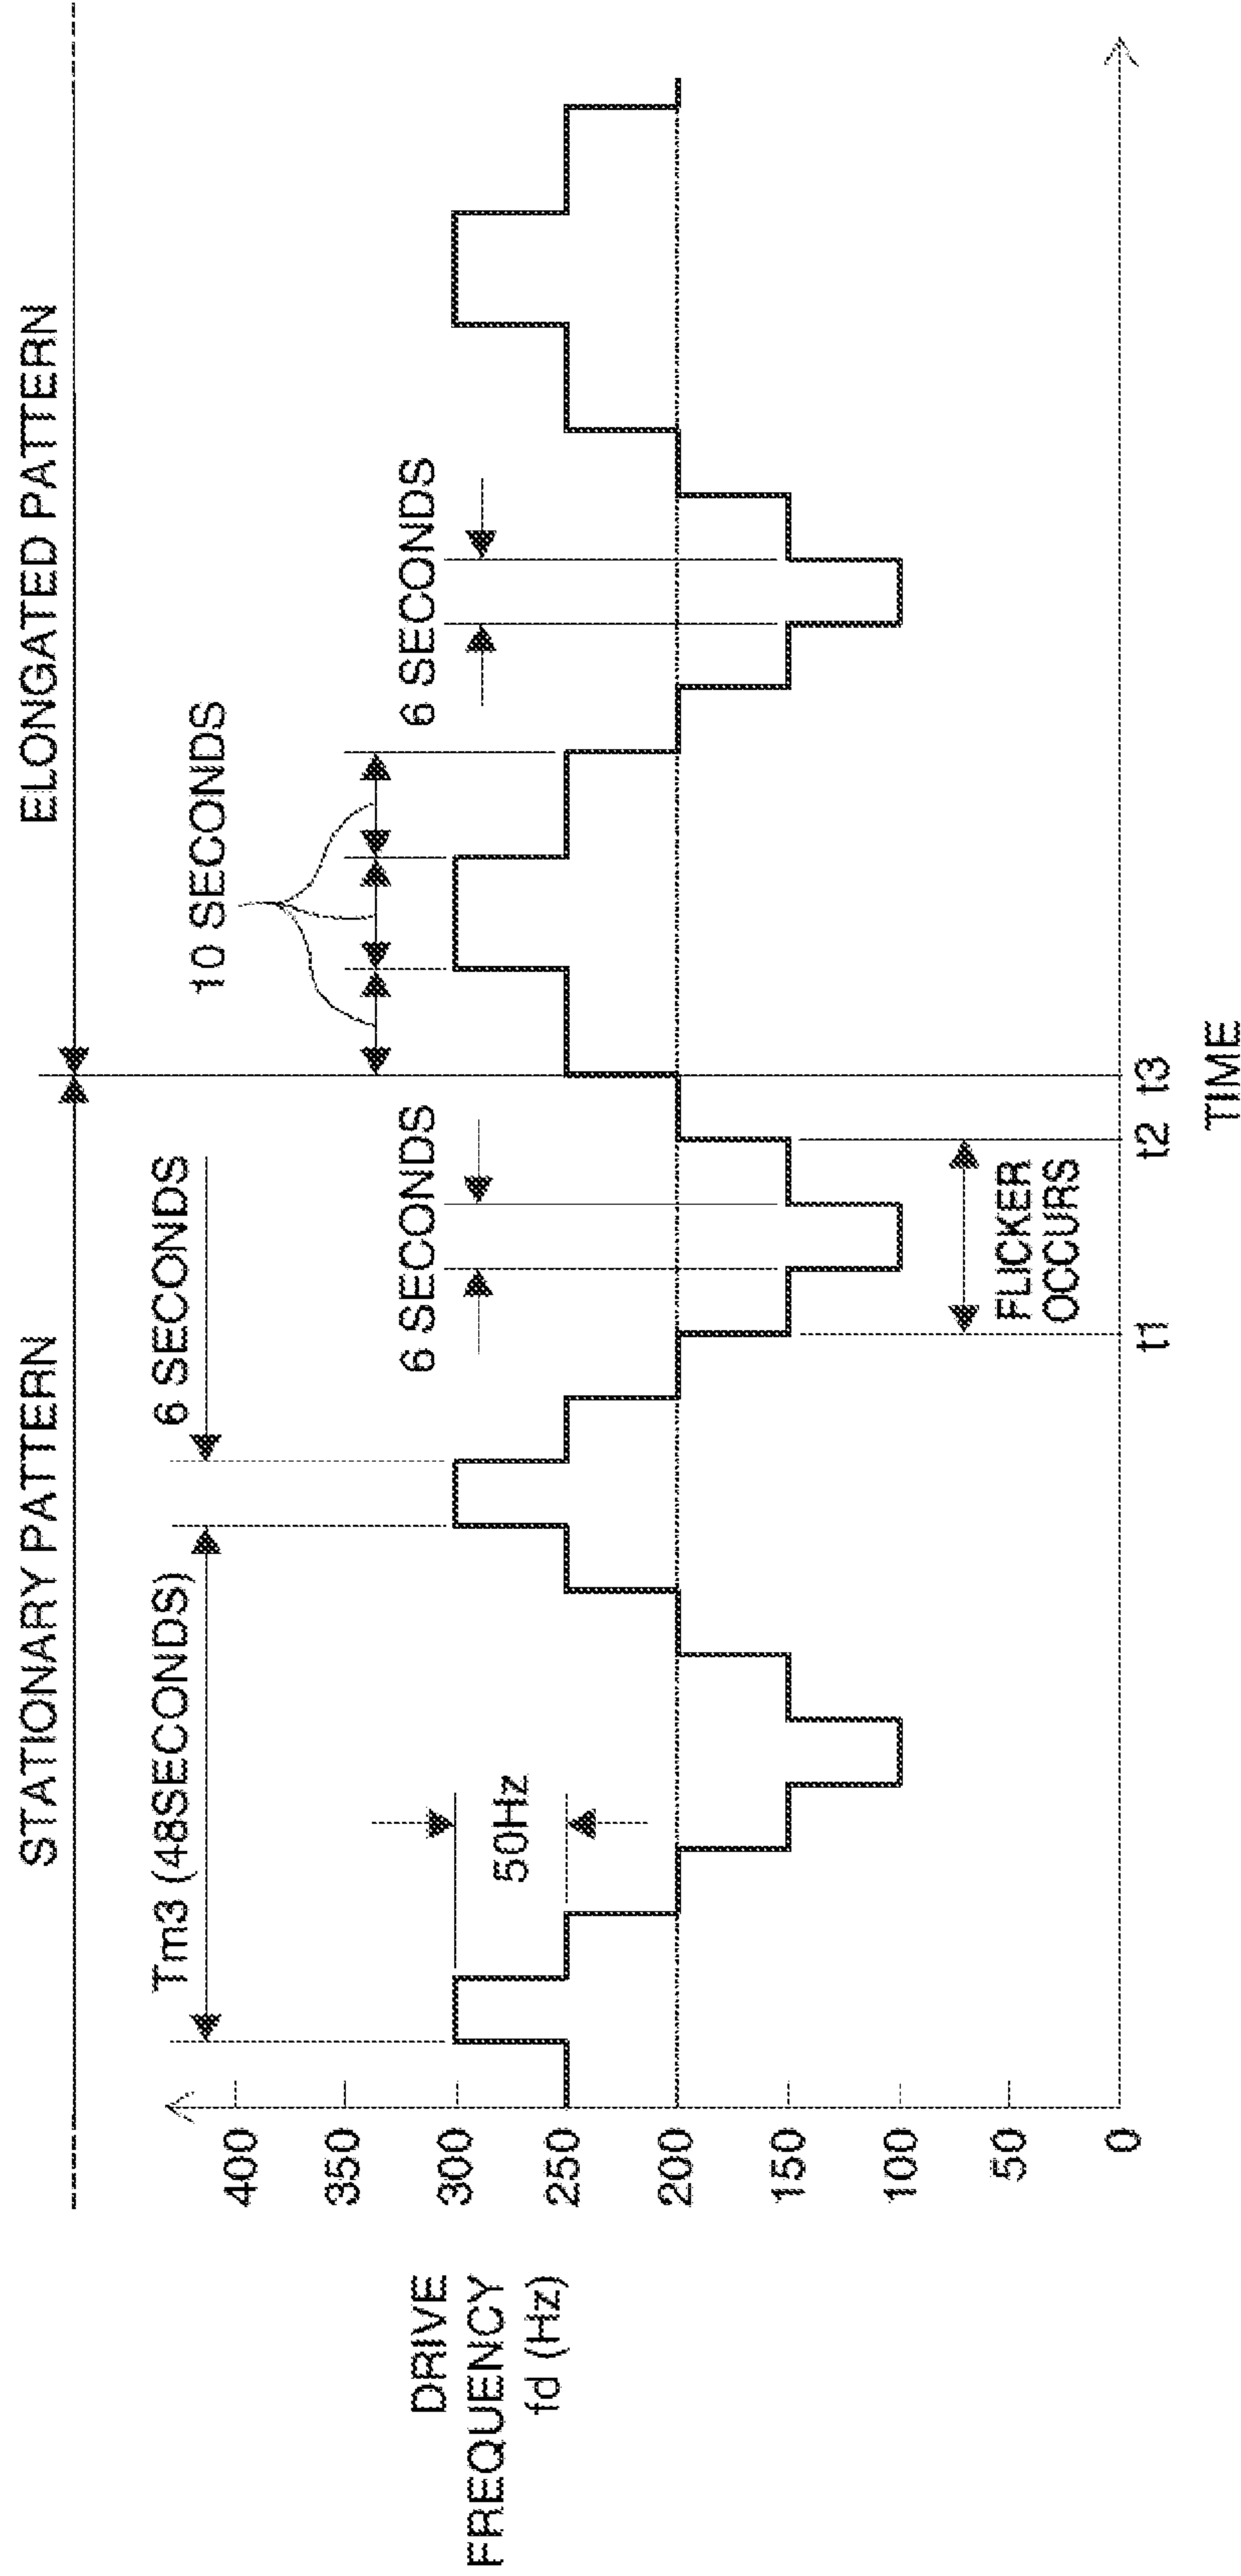 STATIONARY PATTERN
ELONGATED PATTERN
Tm3 (48SECONDS)
6 SECONDS
10 SECONDS
6 SECONDS
6 SECONDS
50Hz
DRIVE
FREQUENCY
fd (Hz)
400
350
300
250
200
150
100
50
0
FLICKER
OCCURS
t1
t2
t3
TIME